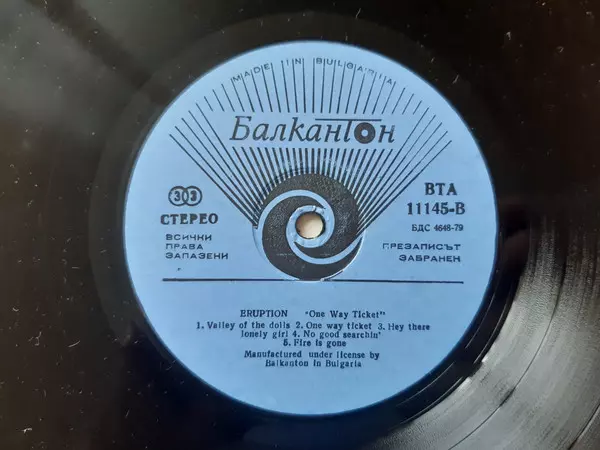 MADE IN BULGARIA
Балкантон
33
СТЕРЕО
ВСИЧКИ
ПРАВА
ЗАПАЗЕНИ
ВТА
11145-В
БДС 4648-79
ПРЕЗАПИСЪТ
ЗАБРАНЕН
ERUPTION "One Way Ticket"
1. Valley of the dolls 2. One way ticket 3. Hey there
lonely girl 4. No good searchin'
5. Fire is gone
Manufactured under license by
Balkanton in Bulgaria